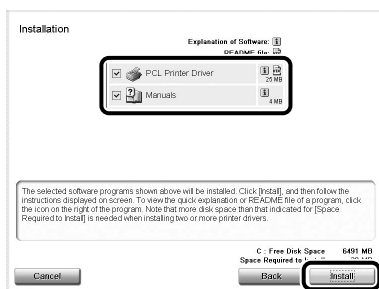 Installation
Explanation of Software:
README file:
PCL Printer Driver
25 MB
Manuals
4 MB
The selected software programs shown above will be installed. Click [Install], and then follow the
instructions displayed on screen. To view the quick explanation or README file of a program, click
the icon on the right of the program. Note that more disk space than that indicated for [Space
Required to Install] is needed when installing two or more printer drivers.
C : Free Disk Space 6491 MB
Space Required to Install
Cancel
Back
Install